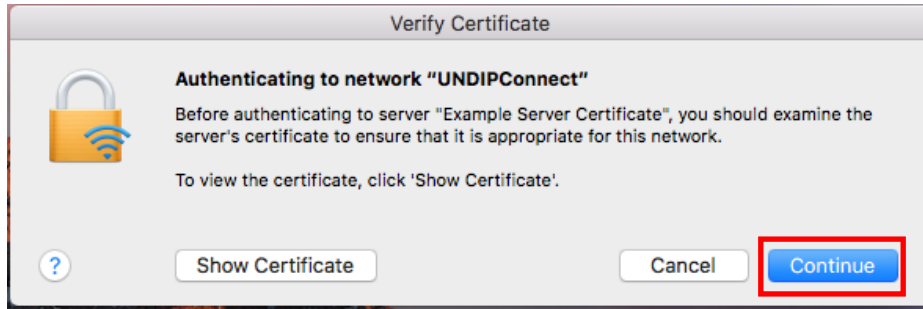 Verify Certificate
Authenticating to network “UNDIPConnect”
Before authenticating to server "Example Server Certificate", you should examine the
server's certificate to ensure that it is appropriate for this network.
To view the certificate, click 'Show Certificate'.
? Show Certificate Cancel Continue